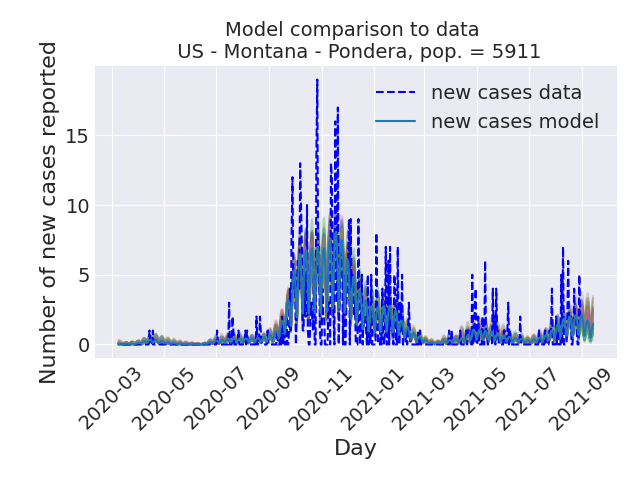 Model comparison to data
US - Montana - Pondera, pop. = 5911
Number of new cases reported
15
10
5
0
new cases data
new cases model
2020-03
2020-05
2020-07
2020-09
2020-11
2021-01
2021-03
2021-05
2021-07
2021-09
Day